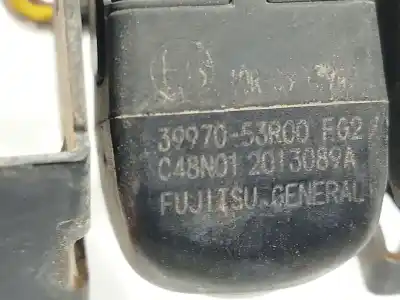 39970-53R00 FG2
C48N01 2013089A
FUJITSU GENERAL